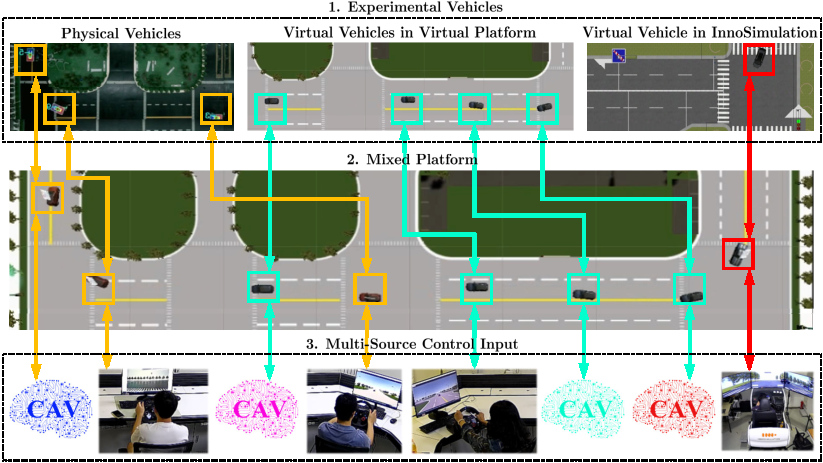 1. Experimental Vehicles
Physical Vehicles
Virtual Vehicles in Virtual Platform
Virtual Vehicle in InnoSimulation
2. Mixed Platform
3. Multi-Source Control Input
CAV
CAV
CAV
CAV